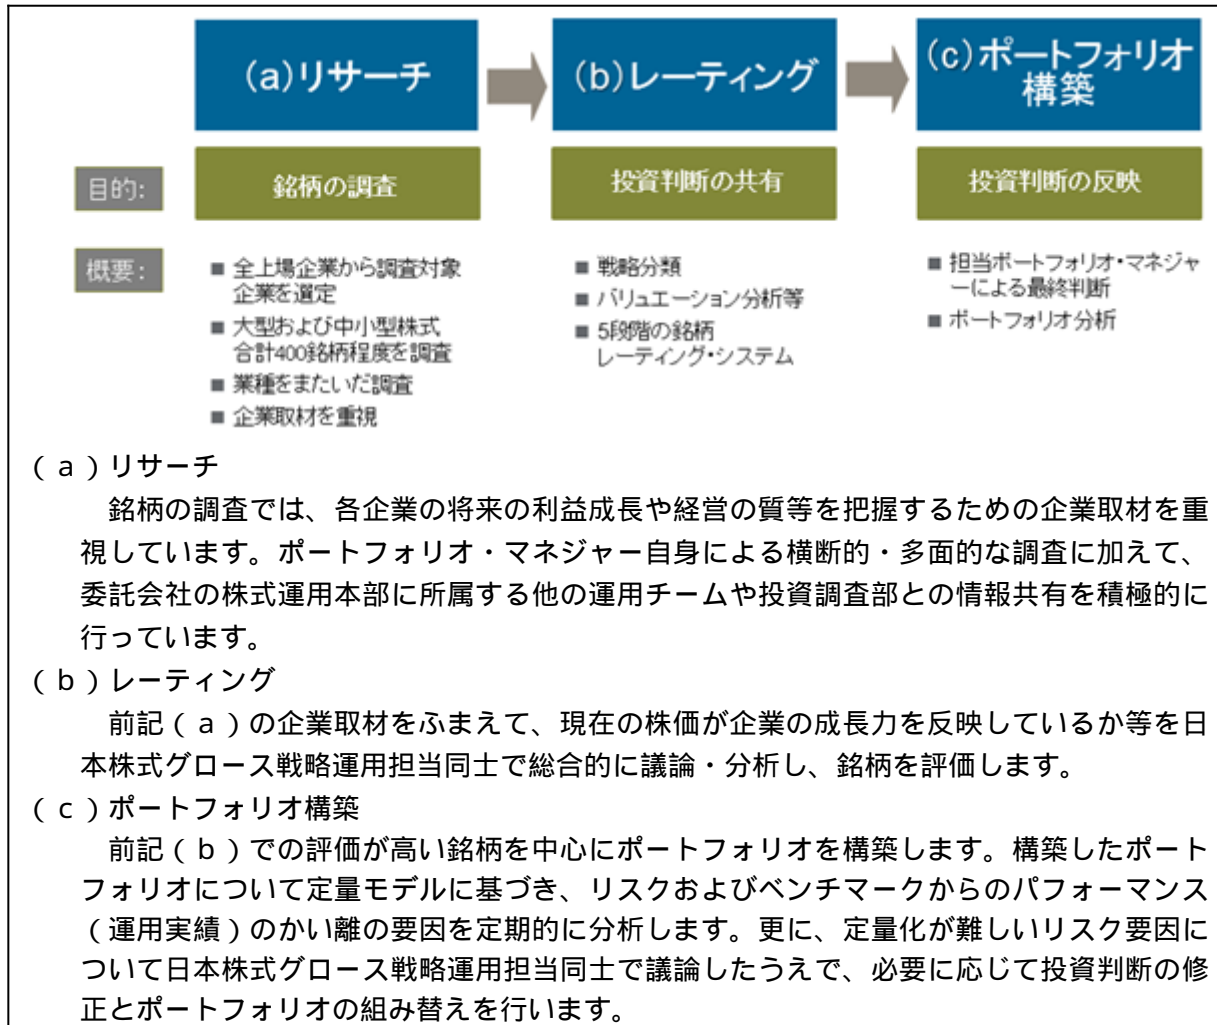 (a)リサーチ
(b)レーティング
(c)ポートフォリオ
構築
目的:
銘柄の調査
投資判断の共有
投資判断の反映
概要:
■ 全上場企業から調査対象
企業を選定
■ 大型および中小型株式
合計400銘柄程度を調査
■ 業種をまたいだ調査
■ 企業取材を重視
■ 戦略分類
■ バリュエーション分析等
■ 5段階の銘柄
レーティング・システム
■ 担当ポートフォリオ・マネジャ
ーによる最終判断
■ ポートフォリオ分析
(a)リサーチ
銘柄の調査では、各企業の将来の利益成長や経営の質等を把握するための企業取材を重
視しています。ポートフォリオ・マネジャー自身による横断的・多面的な調査に加えて、
委託会社の株式運用本部に所属する他の運用チームや投資調査部との情報共有を積極的に
行っています。
(b)レーティング
前記(a)の企業取材をふまえて、現在の株価が企業の成長力を反映しているか等を日
本株式グロース戦略運用担当同士で総合的に議論・分析し、銘柄を評価します。
(c)ポートフォリオ構築
前記(b)での評価が高い銘柄を中心にポートフォリオを構築します。構築したポート
フォリオについて定量モデルに基づき、リスクおよびベンチマークからのパフォーマンス
(運用実績)のかい離の要因を定期的に分析します。更に、定量化が難しいリスク要因に
ついて日本株式グロース戦略運用担当同士で議論したうえで、必要に応じて投資判断の修
正とポートフォリオの組み替えを行います。